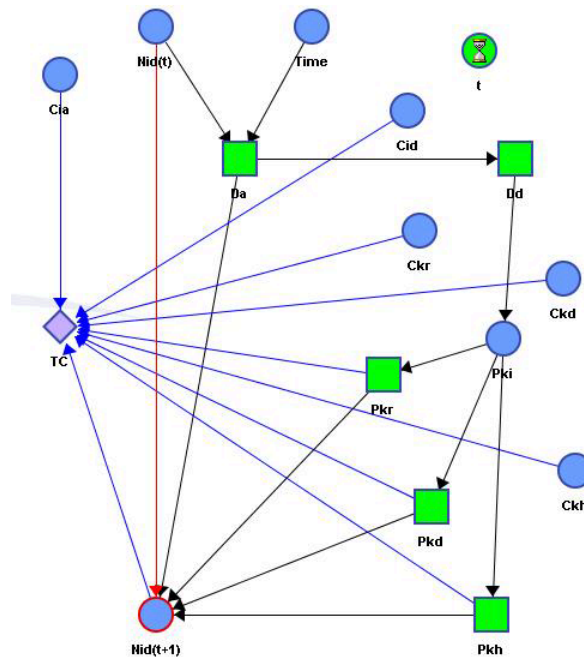 Nid(t)
Time
t
Cia
Cid
Da
Dd
Ckr
Ckd
TC
Pki
Pkr
Ckh
Pkd
Nid(t+1)
Pkh